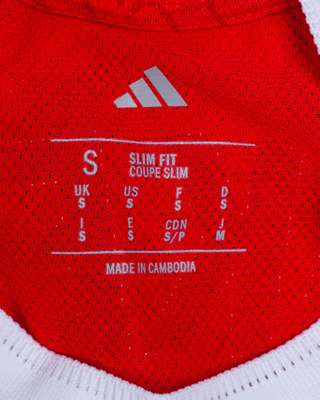 S
SLIM FIT
COUPE SLIM
UK US F D
S S S S
I E CDN J
S S S/P M
MADE IN CAMBODIA